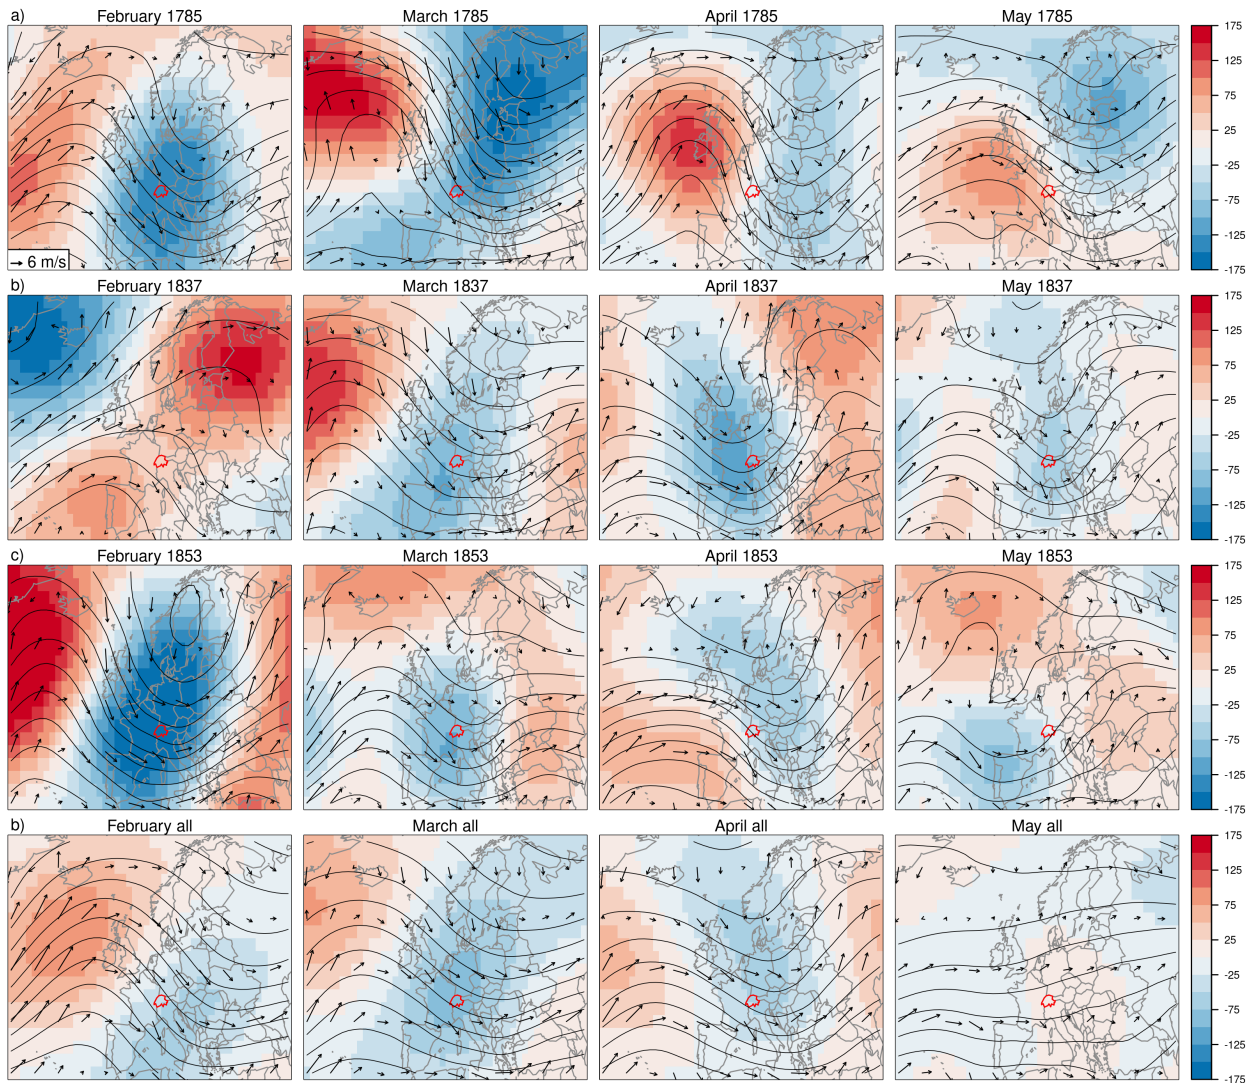 a)
February 1785
March 1785
April 1785
May 1785
6 m/s
175
125
75
25
-25
-75
-125
-175
b)
February 1837
March 1837
April 1837
May 1837
175
125
75
25
-25
-75
-125
-175
c)
February 1853
March 1853
April 1853
May 1853
175
125
75
25
-25
-75
-125
-175
b)
February all
March all
April all
May all
175
125
75
25
-25
-75
-125
-175